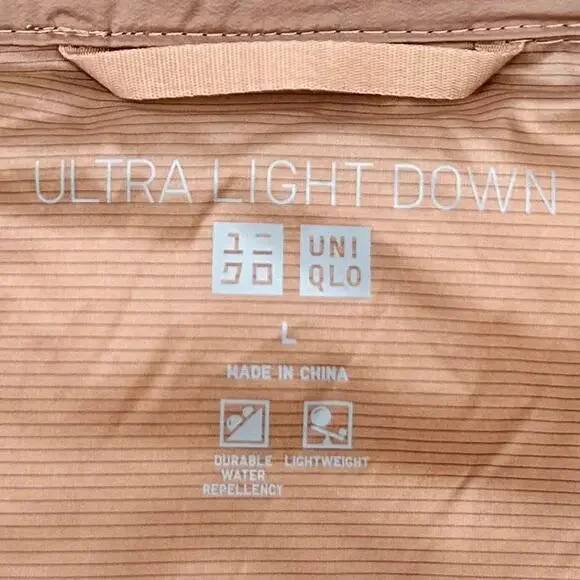 ULTRA LIGHT DOWN
ユニ UNI
クロ QLO
L
MADE IN CHINA
DURABLE LIGHTWEIGHT
WATER
REPELLENCY